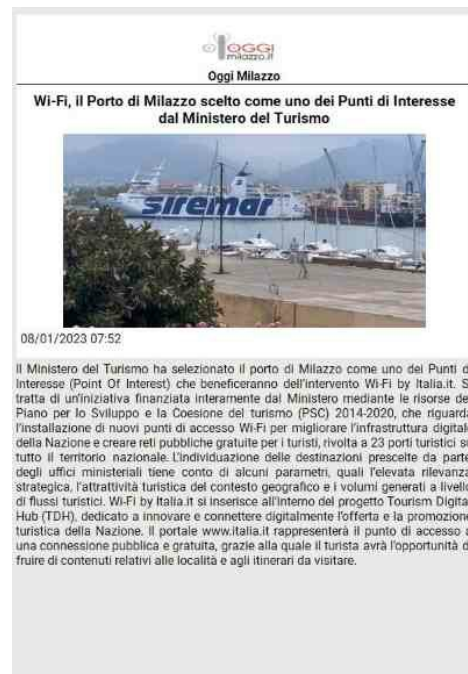 OGGI
milazzo.it
Oggi Milazzo
Wi-Fi, il Porto di Milazzo scelto come uno dei Punti di Interesse
dal Ministero del Turismo
siremar
08/01/2023 07:52
Il Ministero del Turismo ha selezionato il porto di Milazzo come uno dei Punti d
Interesse (Point Of Interest) che beneficeranno dell'intervento Wi-Fi by Italia.it. S
tratta di un'iniziativa finanziata interamente dal Ministero mediante le risorse de
Piano per lo Sviluppo e la Coesione del turismo (PSC) 2014-2020, che riguarda
l'installazione di nuovi punti di accesso Wi-Fi per migliorare l'infrastruttura digitale
della Nazione e creare reti pubbliche gratuite per i turisti, rivolta a 23 porti turistici su
tutto il territorio nazionale. L'individuazione delle destinazioni prescelte da parte
degli uffici ministeriali tiene conto di alcuni parametri, quali l'elevata rilevanza
strategica, l'attrattività turistica del contesto geografico e i volumi generati a livello
di flussi turistici. Wi-Fi by Italia.it si inserisce all'interno del progetto Tourism Digital
Hub (TDH), dedicato a innovare e connettere digitalmente l'offerta e la promozione
turistica della Nazione. Il portale www.italia.it rappresenterà il punto di accesso a
una connessione pubblica e gratuita, grazie alla quale il turista avrà l'opportunità d
fruire di contenuti relativi alle località e agli itinerari da visitare.